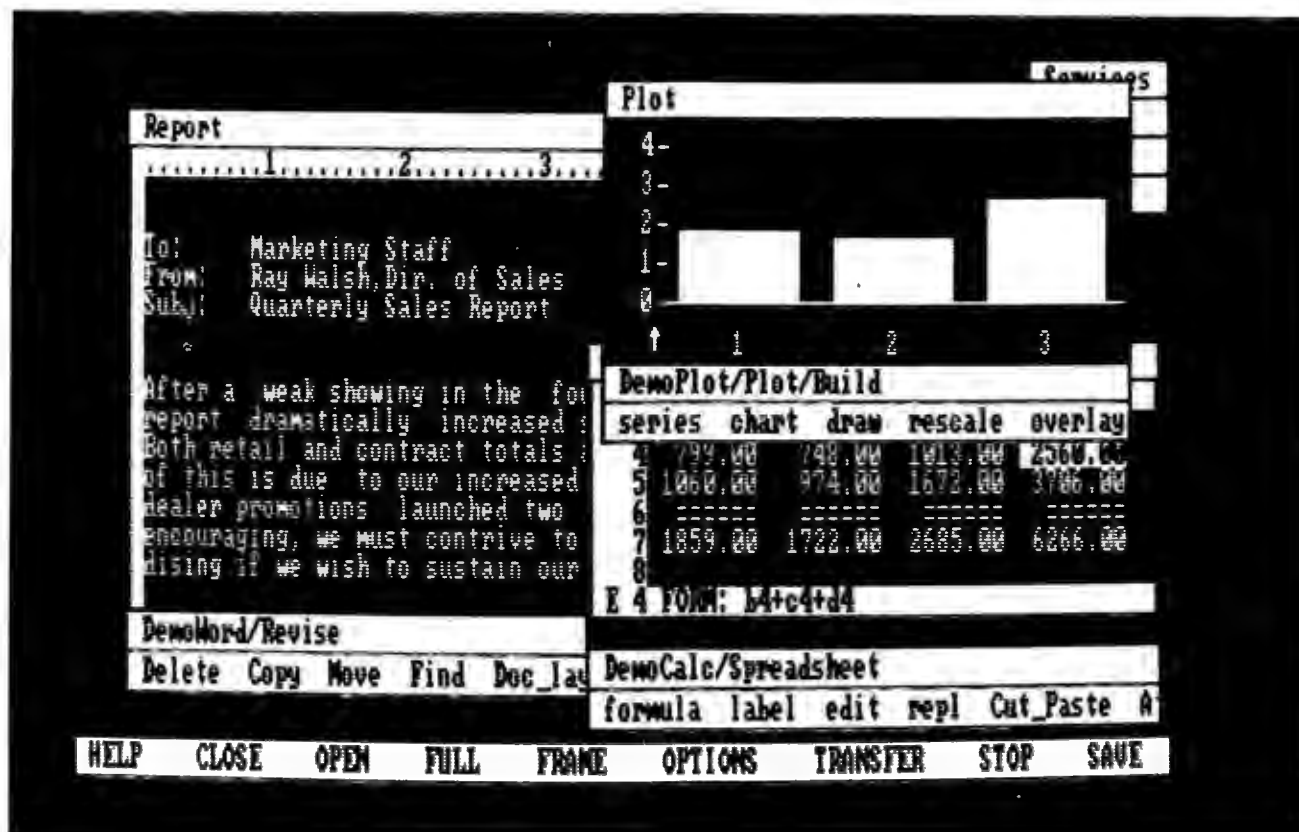 Services
Plot
4-
3-
2-
1-
0
1 2 3
DemoPlot/Plot/Build
series chart draw rescale overlay
Report
1 2 3
To: Marketing Staff
From: Ray Walsh, Dir. of Sales
Subj: Quarterly Sales Report
After a weak showing in the fou
report dramatically increased s
Both retail and contract totals
of this is due to our increased
dealer promotions launched two
encouraging, we must contrive to
dising if we wish to sustain our
DemoWord/Revise
Delete Copy Move Find Doc_lay
4 799.00 748.00 1013.00 2560.00
5 1060.00 974.00 1672.00 3706.00
6 ====== ====== ====== ======
7 1859.00 1722.00 2685.00 6266.00
8
E 4 FORM: b4+c4+d4
DemoCalc/Spreadsheet
formula label edit repl Cut_Paste A
HELP CLOSE OPEN FULL FRAME OPTIONS TRANSFER STOP SAVE